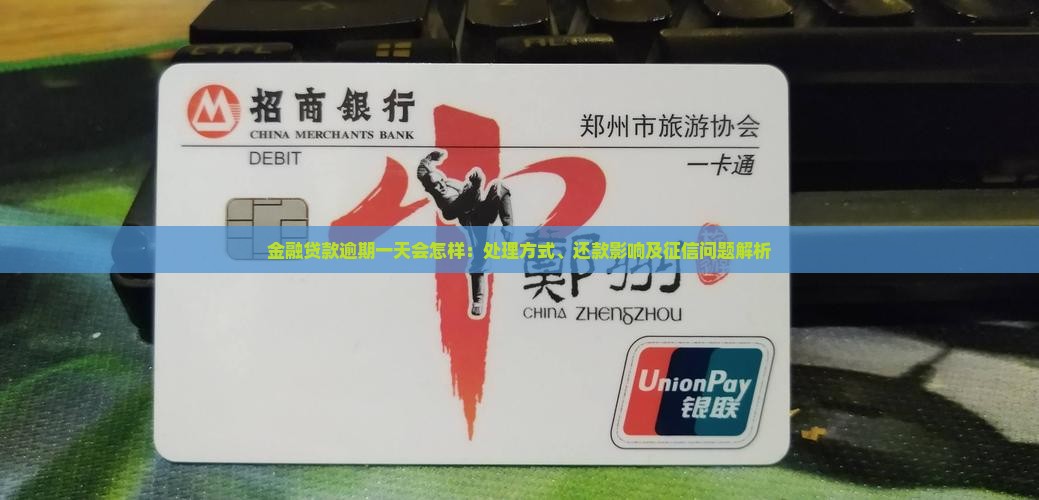 招商銀行
CHINA MERCHANTS BANK
DEBIT
郑州市旅游协会
一卡通
金融贷款逾期一天会怎样：处理方式、还款影响及征信问题解析
鄭州
CHINA ZHENGZHOU
UnionPay
银联